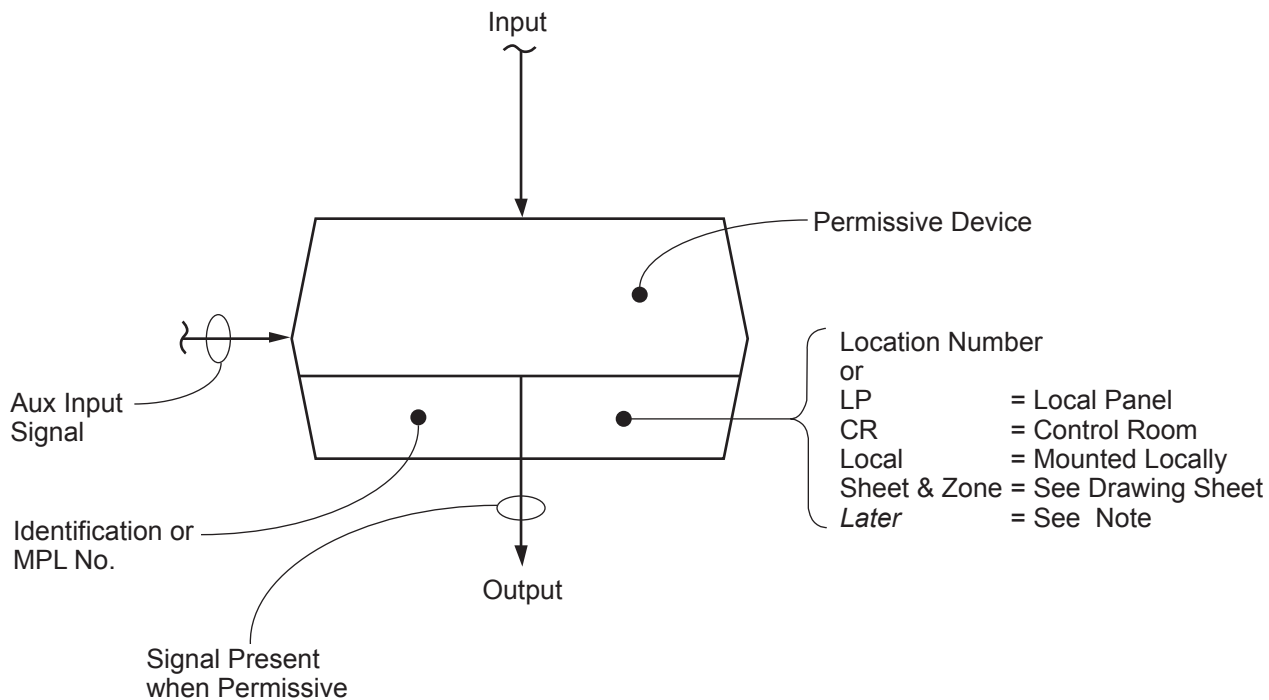 Input
Permissive Device
Location Number
or
LP = Local Panel
CR = Control Room
Local = Mounted Locally
Sheet & Zone = See Drawing Sheet
Later = See Note
Aux Input
Signal
Identification or
MPL No.
Output
Signal Present
when Permissive